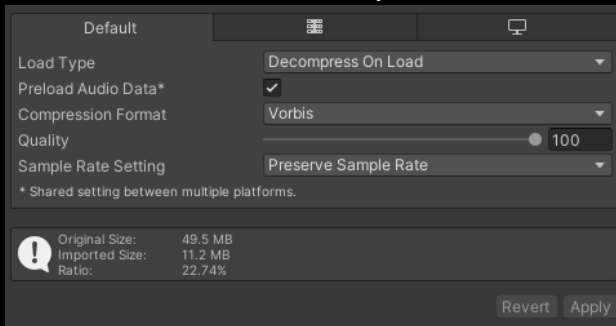 Default
Load Type Decompress On Load
Preload Audio Data*
Compression Format Vorbis
Quality 100
Sample Rate Setting Preserve Sample Rate
* Shared setting between multiple platforms.
Original Size: 49.5 MB
Imported Size: 11.2 MB
Ratio: 22.74%
Revert Apply